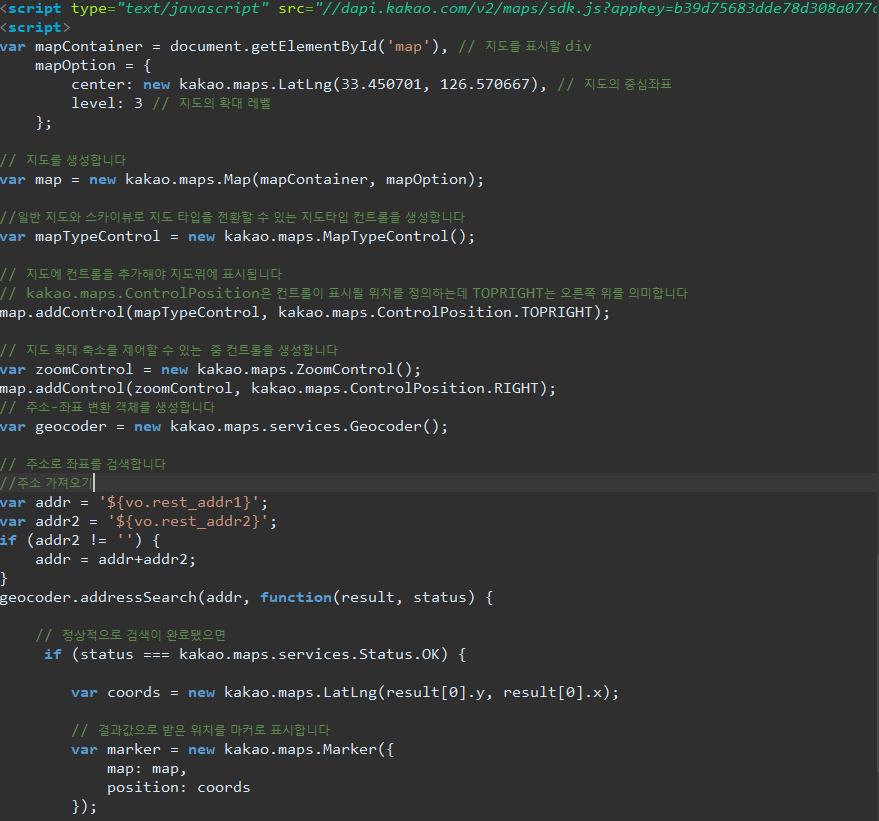 <script type="text/javascript" src="//dapi.kakao.com/v2/maps/sdk.js?appkey=b39d75683dde78d308a077c
<script>
var mapContainer = document.getElementById('map'), // 지도를 표시할 div
    mapOption = {
        center: new kakao.maps.LatLng(33.450701, 126.570667), // 지도의 중심좌표
        level: 3 // 지도의 확대 레벨
    };
// 지도를 생성합니다
var map = new kakao.maps.Map(mapContainer, mapOption);
//일반 지도와 스카이뷰로 지도 타입을 전환할 수 있는 지도타입 컨트롤을 생성합니다
var mapTypeControl = new kakao.maps.MapTypeControl();
// 지도에 컨트롤을 추가해야 지도위에 표시됩니다
// kakao.maps.ControlPosition은 컨트롤이 표시될 위치를 정의하는데 TOPRIGHT는 오른쪽 위를 의미합니다
map.addControl(mapTypeControl, kakao.maps.ControlPosition.TOPRIGHT);
// 지도 확대 축소를 제어할 수 있는  줌 컨트롤을 생성합니다
var zoomControl = new kakao.maps.ZoomControl();
map.addControl(zoomControl, kakao.maps.ControlPosition.RIGHT);
// 주소-좌표 변환 객체를 생성합니다
var geocoder = new kakao.maps.services.Geocoder();
// 주소로 좌표를 검색합니다
//주소 가져오기
var addr = '${vo.rest_addr1}';
var addr2 = '${vo.rest_addr2}';
if (addr2 != '') {
    addr = addr+addr2;
}
geocoder.addressSearch(addr, function(result, status) {
    // 정상적으로 검색이 완료됐으면
     if (status === kakao.maps.services.Status.OK) {
        var coords = new kakao.maps.LatLng(result[0].y, result[0].x);
        // 결과값으로 받은 위치를 마커로 표시합니다
        var marker = new kakao.maps.Marker({
            map: map,
            position: coords
        });